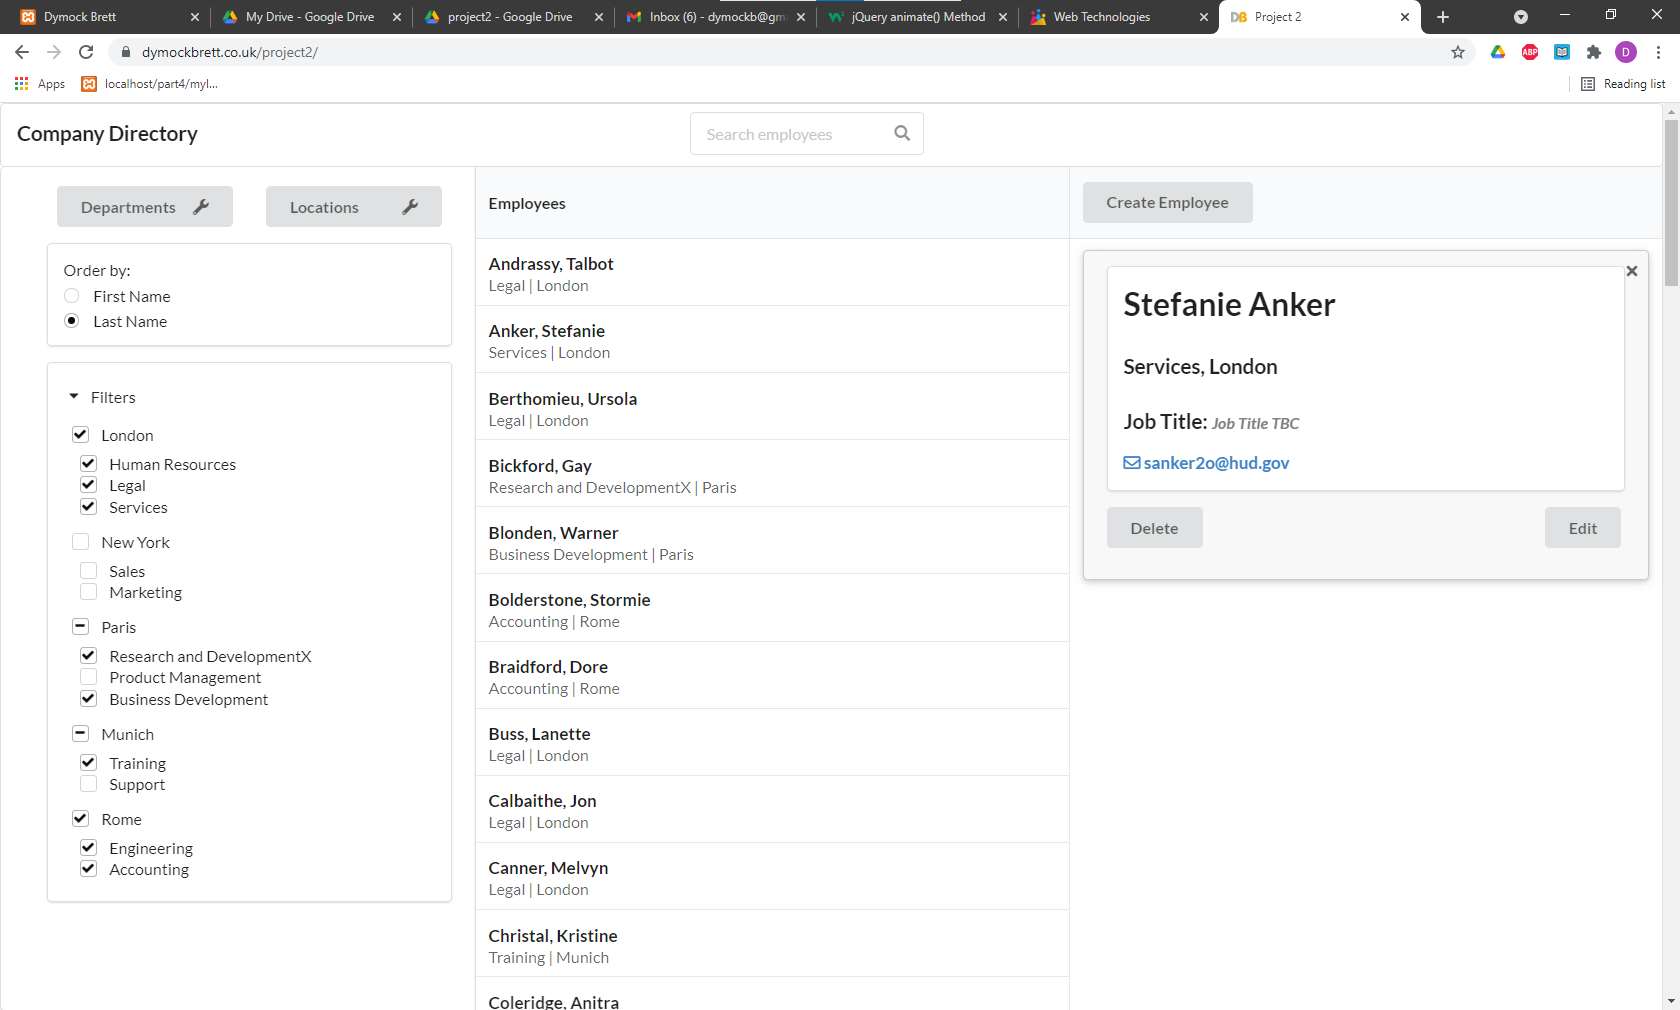 Dymock Brett
My Drive - Google Drive
project2 - Google Drive
Inbox (6) - dymockb@gm
jQuery animate() Method
Web Technologies
DB
Project 2
dymockbrett.co.uk/project2/
ABP
D
Apps
localhost/part4/myl...
Reading list
Company Directory
Search employees
Departments
Locations
Order by:
First Name
Last Name
Filters
London
Human Resources
Legal
Services
New York
Sales
Marketing
Paris
Research and DevelopmentX
Product Management
Business Development
Munich
Training
Support
Rome
Engineering
Accounting
Employees
Andrassy, Talbot
Legal | London
Anker, Stefanie
Services | London
Berthomieu, Ursola
Legal | London
Bickford, Gay
Research and DevelopmentX | Paris
Blonden, Warner
Business Development | Paris
Bolderstone, Stormie
Accounting | Rome
Braidford, Dore
Accounting | Rome
Buss, Lanette
Legal | London
Calbaithe, Jon
Legal | London
Canner, Melvyn
Legal | London
Christal, Kristine
Training | Munich
Coleridge, Anitra
Create Employee
Stefanie Anker
Services, London
Job Title: Job Title TBC
sanker2o@hud.gov
Delete
Edit